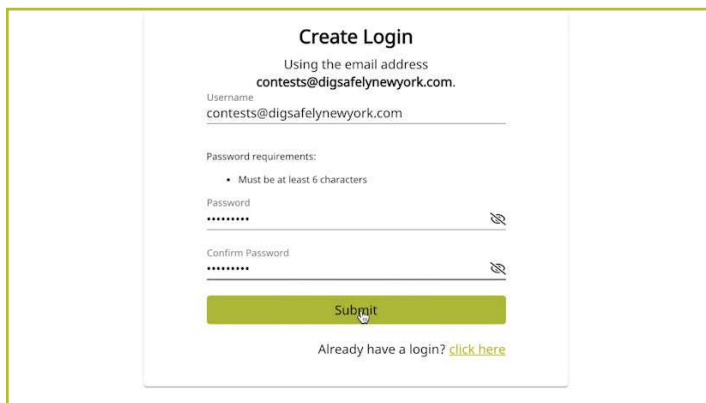 Create Login
Using the email address
contests@digsafelynewyork.com.
Username
contests@digsafelynewyork.com
Password requirements:
• Must be at least 6 characters
Password
•••••••••
Confirm Password
•••••••••
Submit
Already have a login? click here